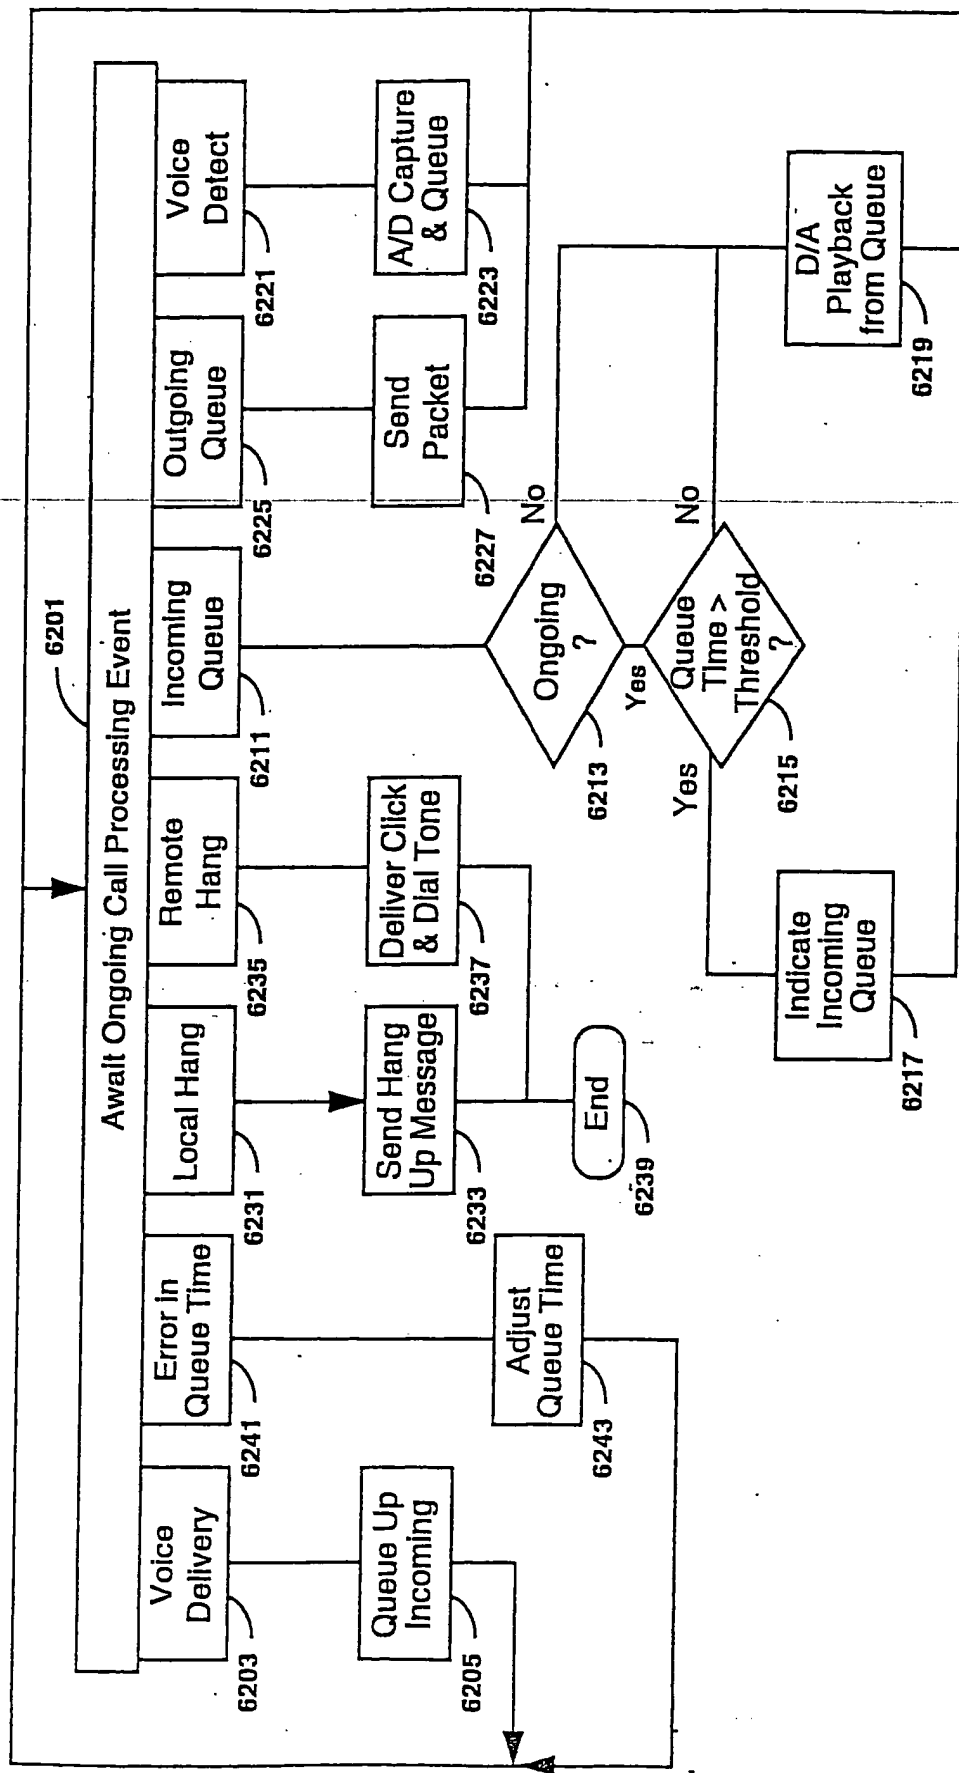 6201
Await Ongoing Call Processing Event
Voice
Delivery
6203
Error in
Queue Time
6241
Local Hang
6231
Remote
Hang
6235
Incoming
Queue
6211
Outgoing
Queue
6225
Voice
Detect
6221
Queue Up
Incoming
6205
Adjust
Queue Time
6243
Send Hang
Up Message
6233
Deliver Click
& Dial Tone
6237
End
6239
Send
Packet
6227
A/D Capture
& Queue
6223
Ongoing
?
6213
No
Yes
Queue
Time >
Threshold
?
6215
No
Yes
Indicate
Incoming
Queue
6217
D/A
Playback
from Queue
6219